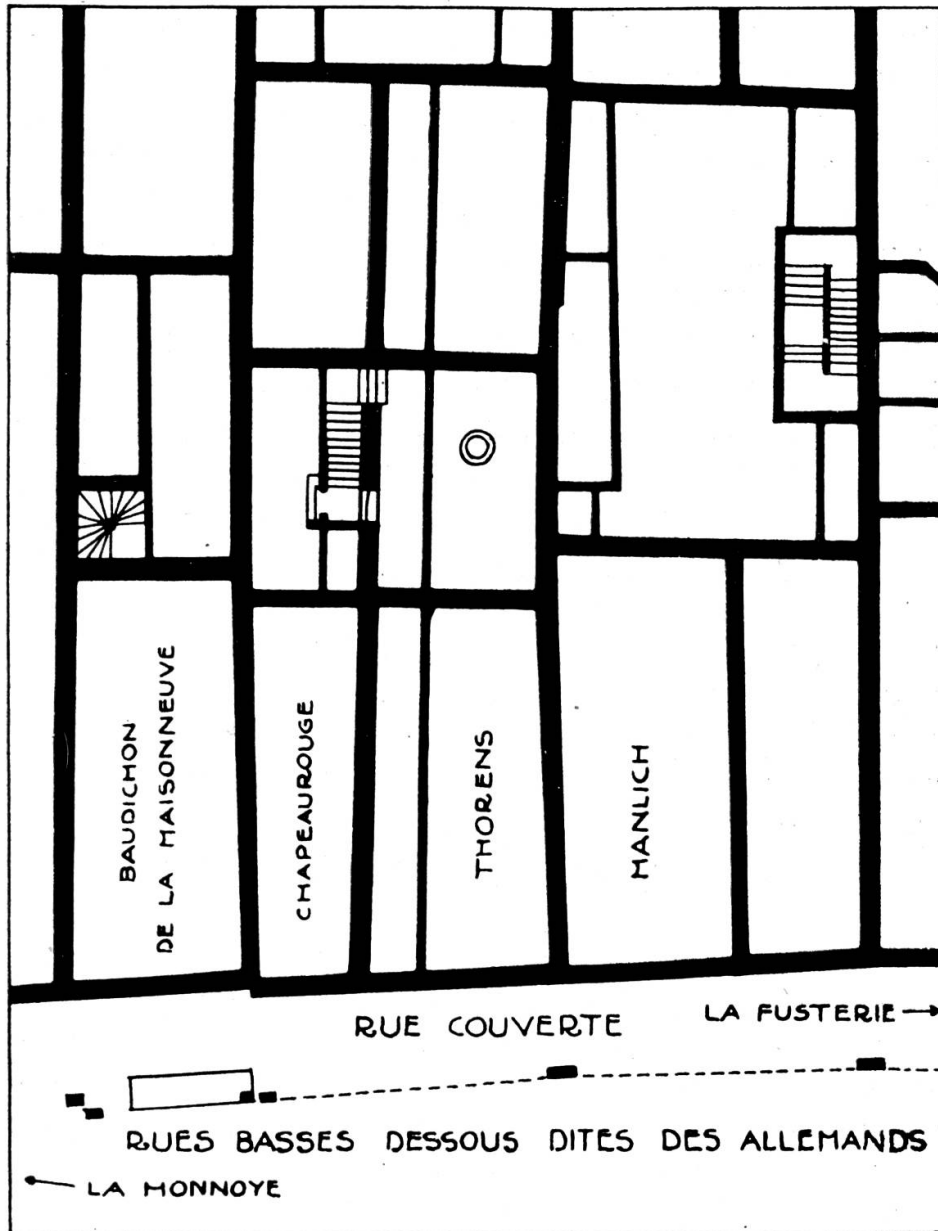 BAUDICHON
DE LA MAISONNEUVE
CHAPEAUROUGE
THORENS
MANLICH
RUE COUVERTE
LA FUSTERIE
RUES BASSES DESSOUS DITES DES ALLEMANDS
LA MONNOYE